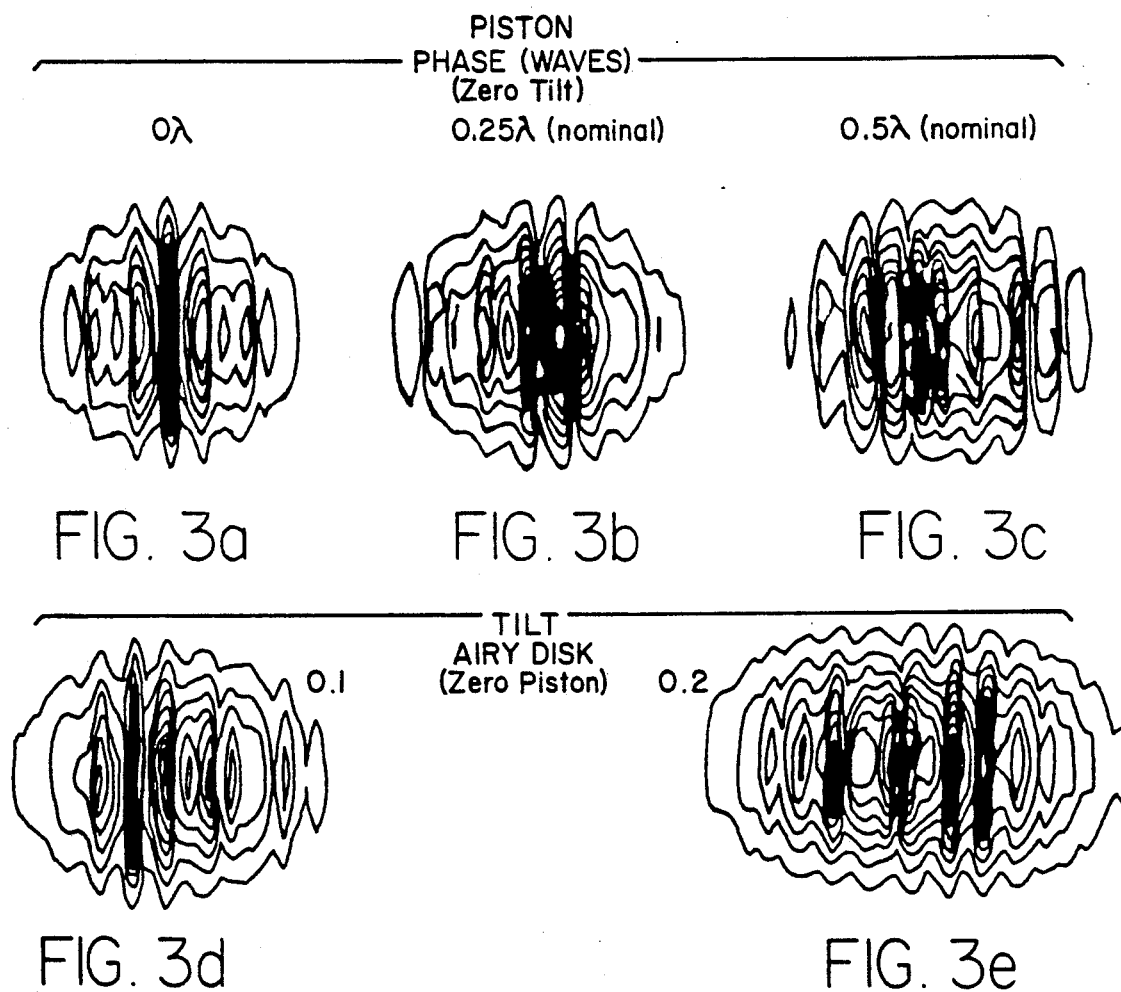 PISTON
PHASE (WAVES)
(Zero Tilt)
0λ
0.25λ (nominal)
0.5λ (nominal)
FIG. 3a
FIG. 3b
FIG. 3c
TILT
AIRY DISK
(Zero Piston)
0.1
0.2
FIG. 3d
FIG. 3e